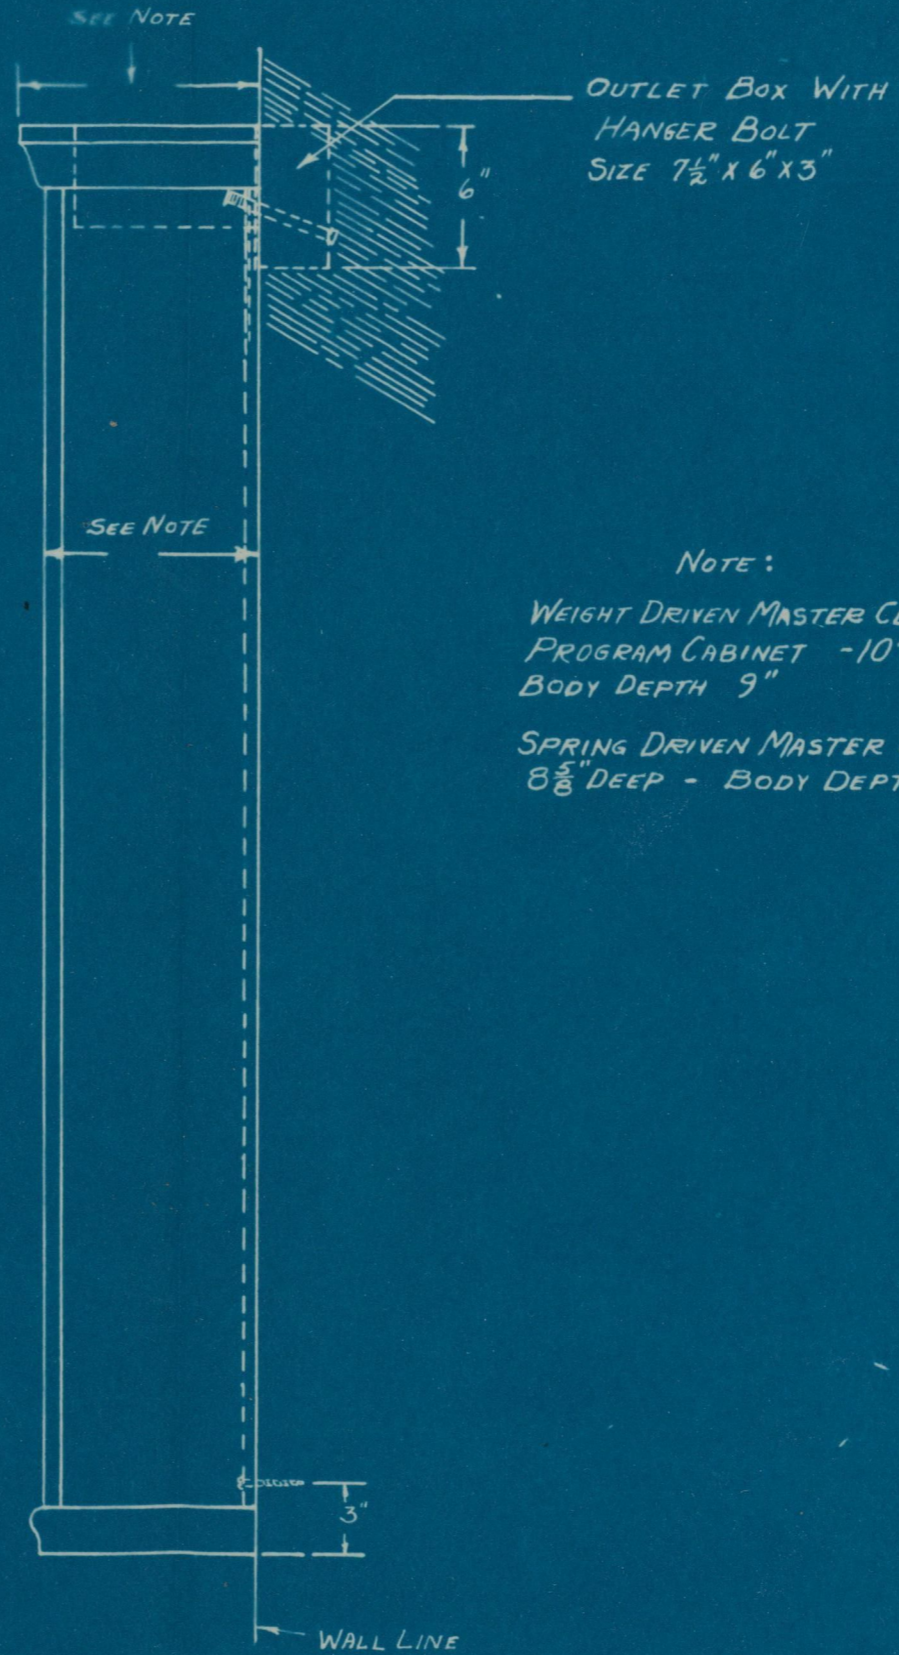 SEE NOTE
OUTLET BOX WITH
HANGER BOLT
SIZE 7½" X 6" X 3"
6"
SEE NOTE
NOTE:
WEIGHT DRIVEN MASTER
PROGRAM CABINET - 10
BODY DEPTH 9"
SPRING DRIVEN MASTER
8⅝" DEEP - BODY
3"
WALL LINE